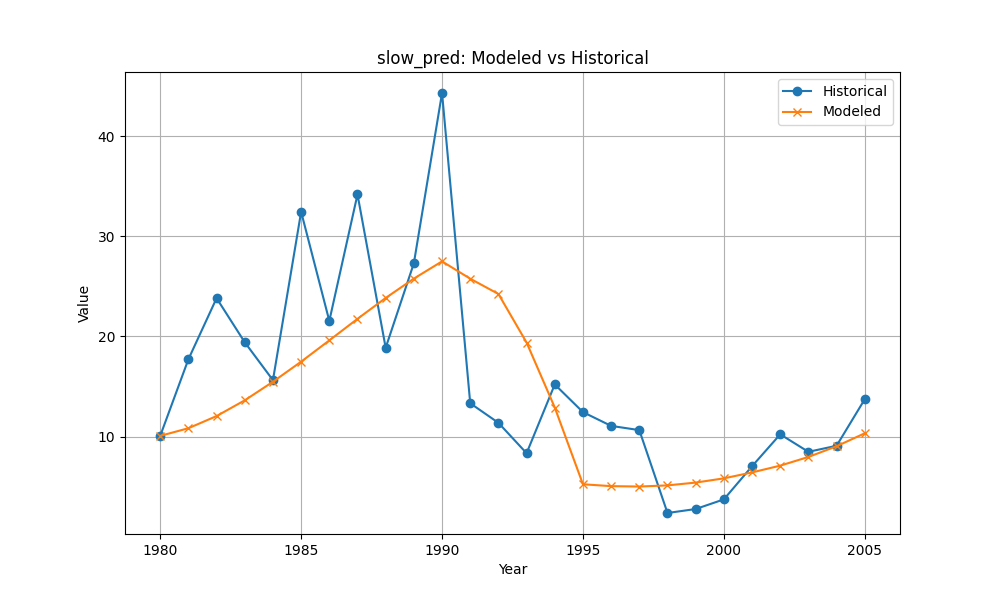 slow_pred: Modeled vs Historical
Historical
Modeled
Value
40
30
20
10
1980 1985 1990 1995 2000 2005
Year